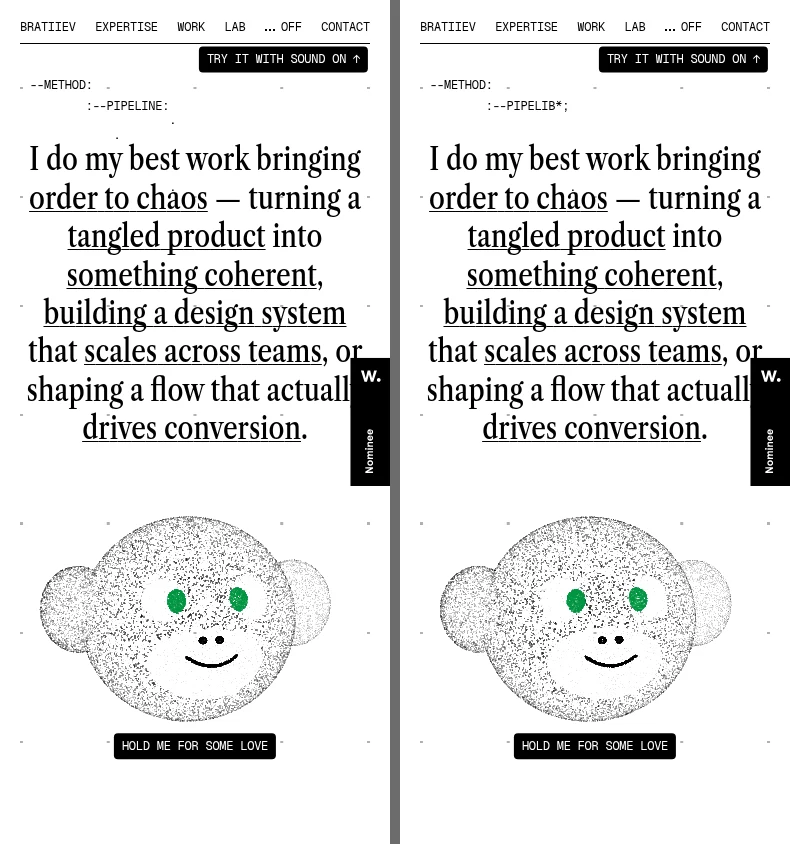 BRATIIEV EXPERTISE WORK LAB ... OFF CONTACT
TRY IT WITH SOUND ON ↑
--METHOD:
:--PIPELINE:
I do my best work bringing
order to chaos — turning a
tangled product into
something coherent,
building a design system
that scales across teams, or
shaping a flow that actually
drives conversion.
W.
Nominee
HOLD ME FOR SOME LOVE
BRATIIEV EXPERTISE WORK LAB ... OFF CONTACT
TRY IT WITH SOUND ON ↑
--METHOD:
:--PIPELIB*;
I do my best work bringing
order to chaos — turning a
tangled product into
something coherent,
building a design system
that scales across teams, or
shaping a flow that actually
drives conversion.
W.
Nominee
HOLD ME FOR SOME LOVE